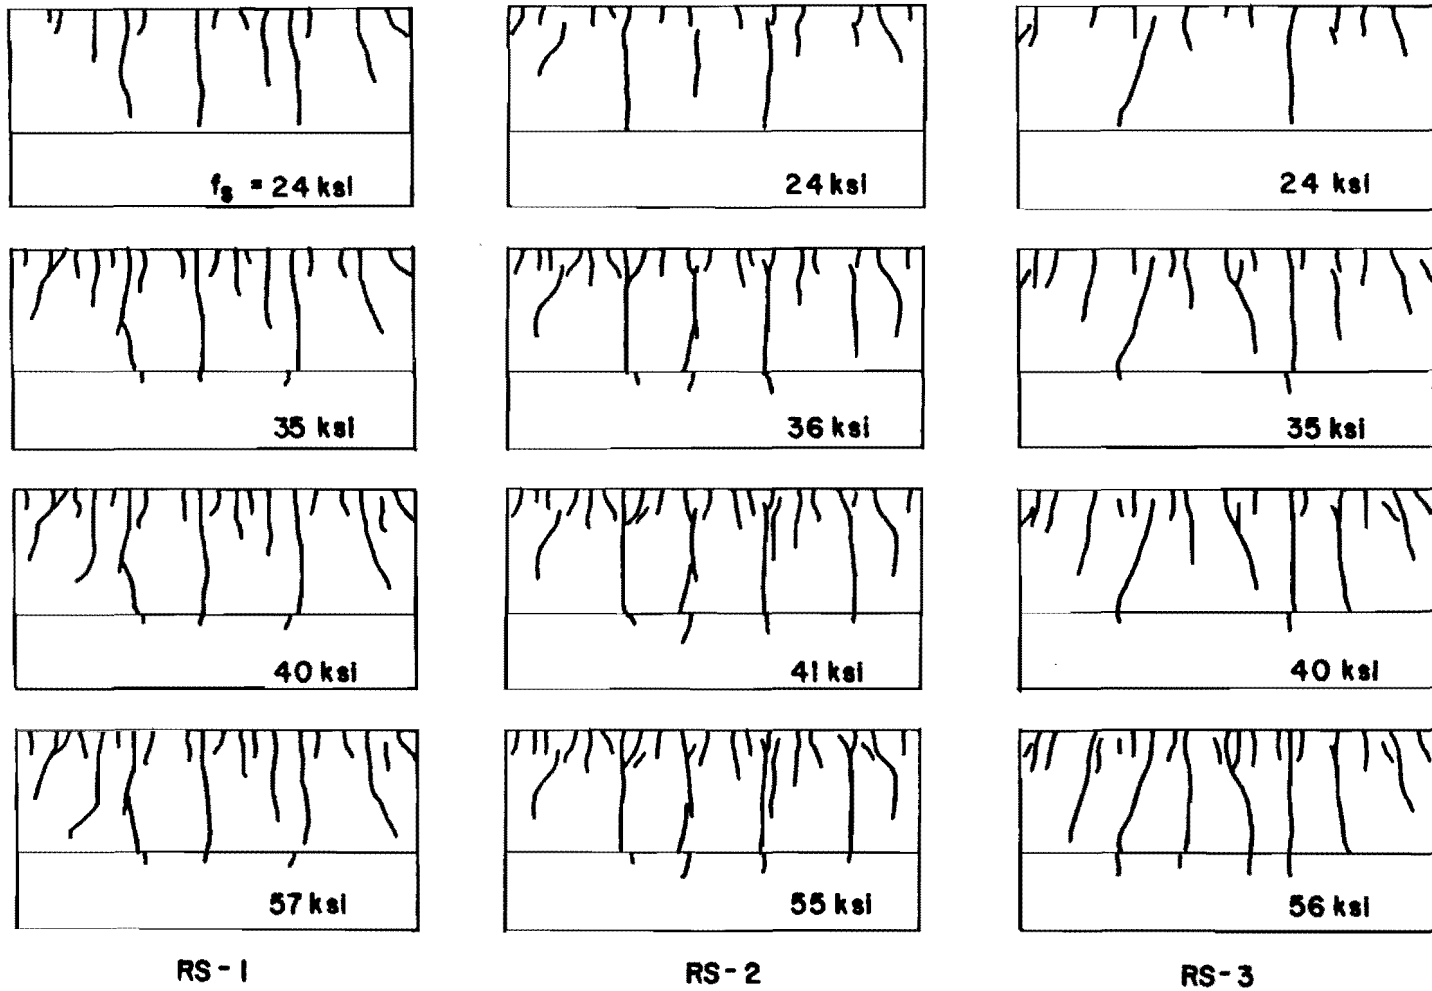 fs = 24 ksi
24 ksi
24 ksi
35 ksi
36 ksi
35 ksi
40 ksi
41 ksi
40 ksi
57 ksi
55 ksi
56 ksi
RS-1
RS-2
RS-3